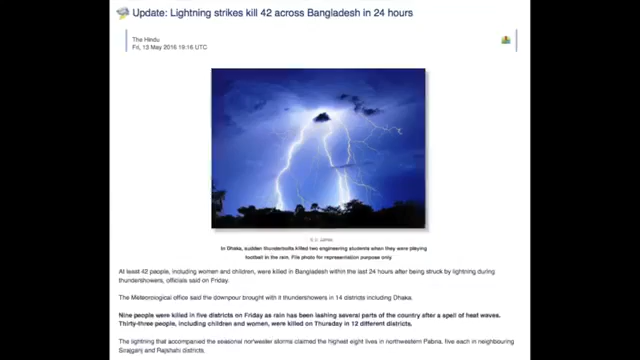 Update: Lightning strikes kill 42 across Bangladesh in 24 hours
The Hindu
Fri, 13 May 2016 19:16 UTC
In Dhaka, sudden thunderbolts killed two engineering students when they were playing
football in the rain. File photo for representation purpose only
At least 42 people, including women and children, were killed in Bangladesh within the last 24 hours after being struck by lightning during
thundershowers, officials said on Friday.
The Meteorological office said the downpour brought with it thundershowers in 14 districts including Dhaka.
Nine people were killed in five districts on Friday as rain has been lashing several parts of the country after a spell of heat waves.
Thirty-three people, including children and women, were killed on Thursday in 12 different districts.
The lightning that accompanied the seasonal nor'wester storms claimed the highest eight lives in northwestern Pabna, five each in neighbouring
Sirajganj and Rajshahi districts.